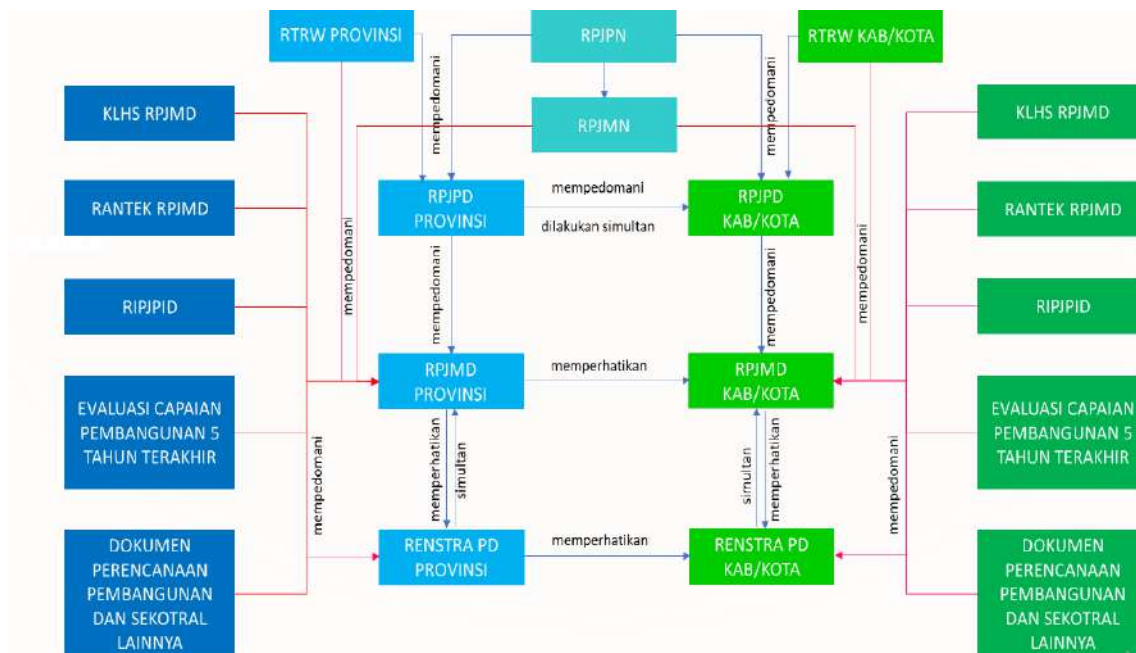 RTRW PROVINSI
RPJPN
RTRW KAB/KOTA
KLHS RPJMD
mempedomani
RPJMN
mempedomani
KLHS RPJMD
RANTEK RPJMD
RPJPD
PROVINSI
mempedomani
dilakukan simultan
RPJPD
KAB/KOTA
RANTEK RPJMD
mempedomani
mempedomani
mempedomani
mempedomani
RIPJPID
RIPJPID
RPJMD
PROVINSI
memperhatikan
RPJMD
KAB/KOTA
EVALUASI CAPAIAN
PEMBANGUNAN 5
TAHUN TERAKHIR
mempedomani
memperhatikan
simultan
simultan
memperhatikan
mempedomani
EVALUASI CAPAIAN
PEMBANGUNAN 5
TAHUN TERAKHIR
RENSTRA PD
PROVINSI
memperhatikan
RENSTRA PD
KAB/KOTA
DOKUMEN
PERENCANAAN
PEMBANGUNAN
DAN SEKOTRAL
LAINNYA
DOKUMEN
PERENCANAAN
PEMBANGUNAN
DAN SEKOTRAL
LAINNYA